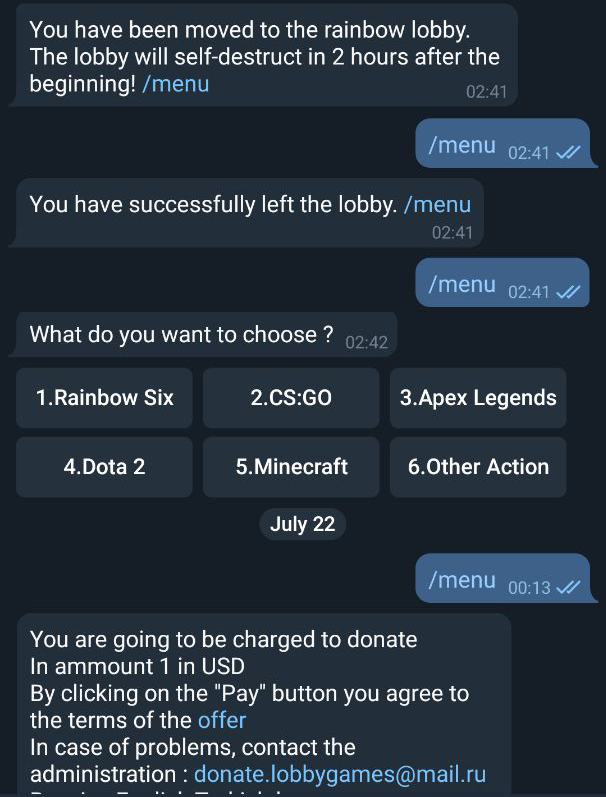 You have been moved to the rainbow lobby.
The lobby will self-destruct in 2 hours after the
beginning! /menu
02:41
/menu 02:41
You have successfully left the lobby. /menu
02:41
/menu 02:41
What do you want to choose ? 02:42
1.Rainbow Six 2.CS:GO 3.Apex Legends
4.Dota 2 5.Minecraft 6.Other Action
July 22
/menu 00:13
You are going to be charged to donate
In ammount 1 in USD
By clicking on the "Pay" button you agree to
the terms of the offer
In case of problems, contact the
administration : donate.lobbygames@mail.ru